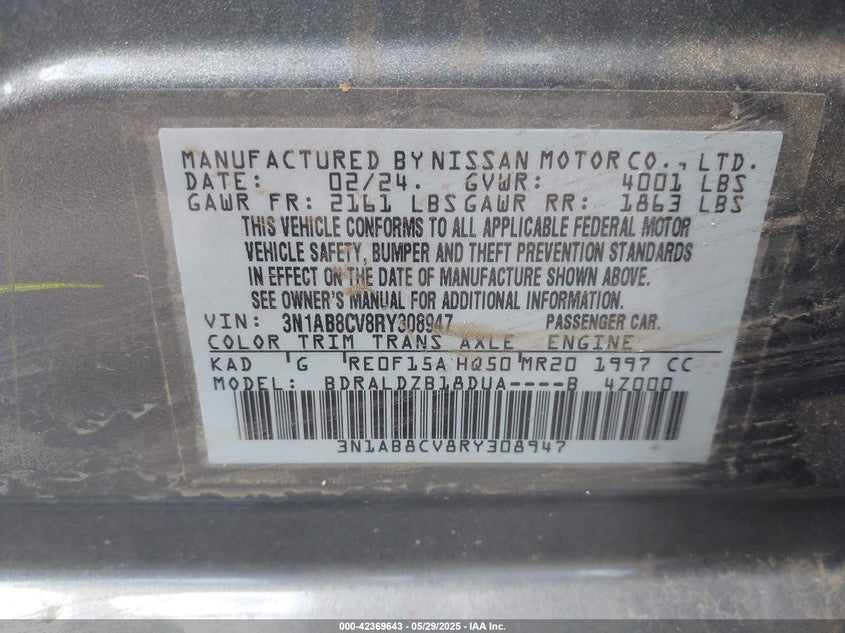 MANUFACTURED BY NISSAN MOTOR CO., LTD.
DATE: 02/24. GVWR: 4001 LBS
GAWR FR: 2161 LBS GAWR RR: 1863 LBS
THIS VEHICLE CONFORMS TO ALL APPLICABLE FEDERAL MOTOR
VEHICLE SAFETY, BUMPER AND THEFT PREVENTION STANDARDS
IN EFFECT ON THE DATE OF MANUFACTURE SHOWN ABOVE.
SEE OWNER'S MANUAL FOR ADDITIONAL INFORMATION.
VIN: 3N1AB8CV8RY308947 PASSENGER CAR.
COLOR TRIM TRANS AXLE ENGINE
KAD G RE0F15A HQ50 MR20 1997 CC
MODEL: BDRALDZB18DUA----B 4Z000
3N1AB8CV8RY308947
000-42369643 - 05/29/2025 - IAA Inc.